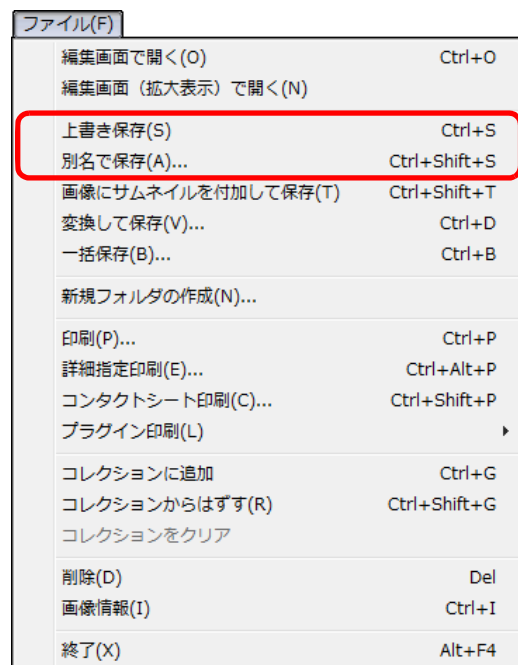 ファイル(F)
編集画面で開く(O) Ctrl+O
編集画面（拡大表示）で開く(N)
上書き保存(S) Ctrl+S
別名で保存(A)... Ctrl+Shift+S
画像にサムネイルを付加して保存(T) Ctrl+Shift+T
変換して保存(V)... Ctrl+D
一括保存(B)... Ctrl+B
新規フォルダの作成(N)...
印刷(P)... Ctrl+P
詳細指定印刷(E)... Ctrl+Alt+P
コンタクトシート印刷(C)... Ctrl+Shift+P
プラグイン印刷(L)
コレクションに追加 Ctrl+G
コレクションからはずす(R) Ctrl+Shift+G
コレクションをクリア
削除(D) Del
画像情報(I) Ctrl+I
終了(X) Alt+F4